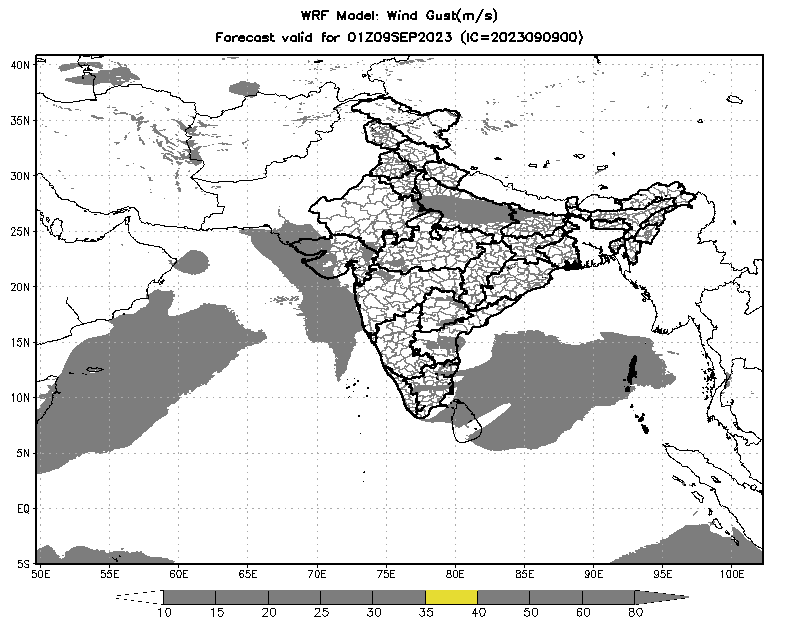 WRF Model: Wind Gust(m/s)
Forecast valid for 01Z09SEP2023 (IC=2023090900)
40N
35N
30N
25N
20N
15N
10N
5N
EQ
5S
50E 55E 60E 65E 70E 75E 80E 85E 90E 95E 100E
10 15 20 25 30 35 40 50 60 80